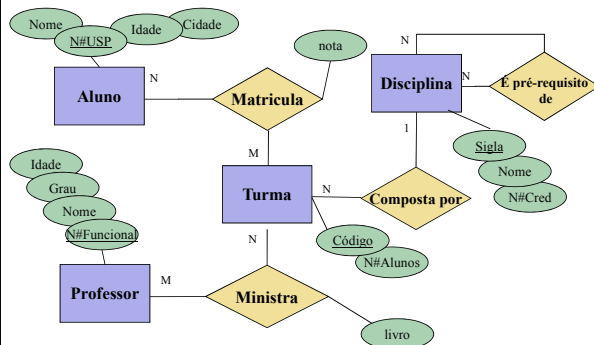 Nome
N#USP
Idade
Cidade
Aluno
N
Matricula
nota
M
N
Disciplina
N
É pré-requisito
de
1
Sigla
Nome
N#Cred
Idade
Grau
Nome
N#Funcional
Turma
N
Composta por
Código
N#Alunos
N
Professor
M
Ministra
livro